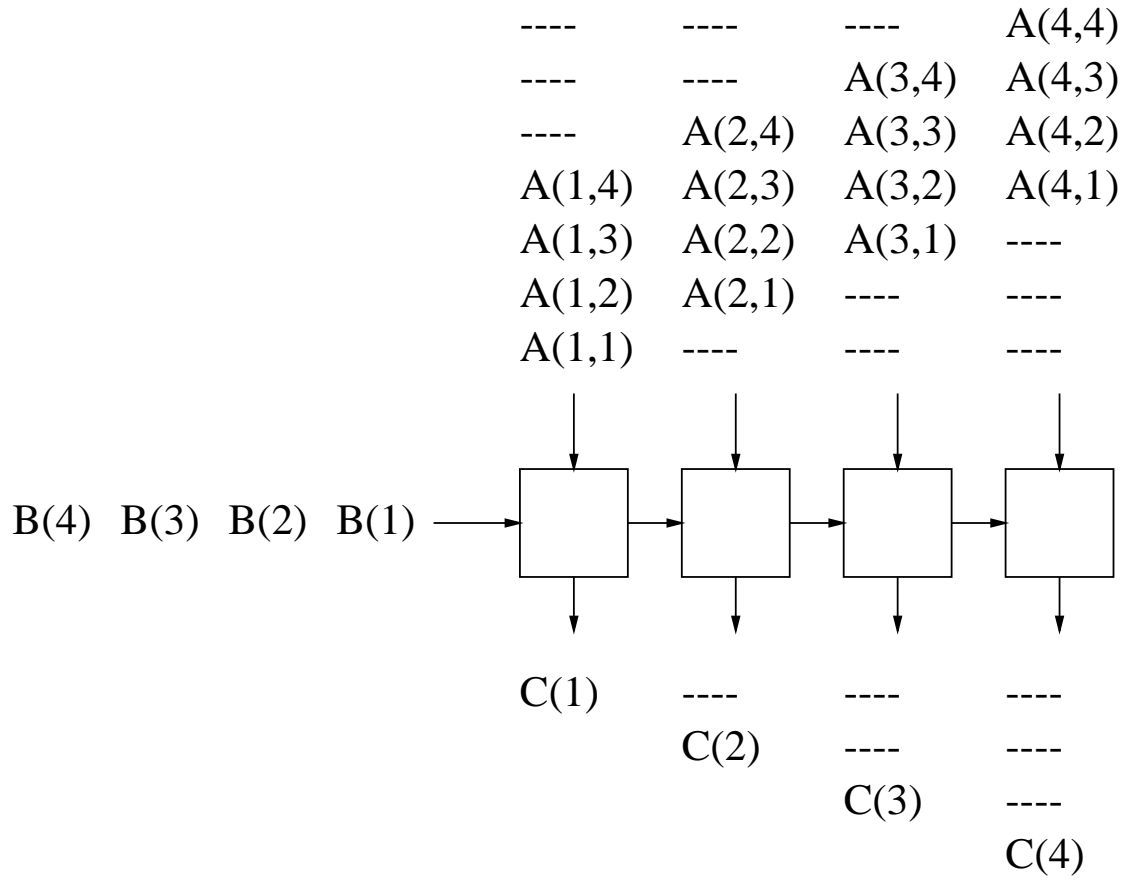 ---- ---- ---- A(4,4)
---- ---- A(3,4) A(4,3)
---- A(2,4) A(3,3) A(4,2)
A(1,4) A(2,3) A(3,2) A(4,1)
A(1,3) A(2,2) A(3,1) ----
A(1,2) A(2,1) ---- ----
A(1,1) ---- ---- ----
B(4) B(3) B(2) B(1)
C(1) ---- ---- ----
C(2) ---- ----
C(3) ----
C(4)